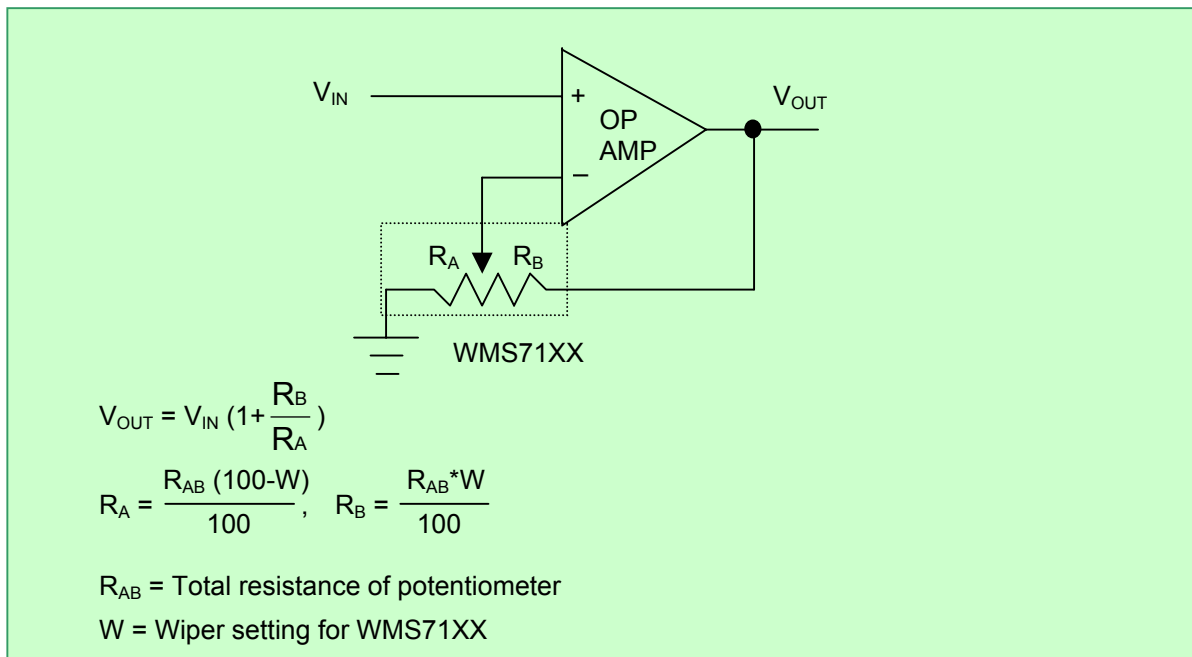 V_IN
+
V_OUT
OP
AMP
−
R_A R_B
WMS71XX
V_OUT = V_IN (1+ R_B / R_A )
R_A = R_AB (100-W) / 100 , R_B = R_AB*W / 100
R_AB = Total resistance of potentiometer
W = Wiper setting for WMS71XX